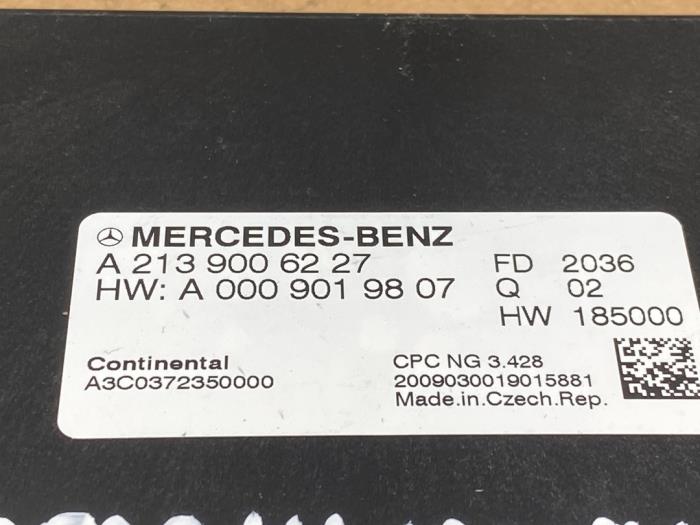 MERCEDES-BENZ
A 213 900 62 27
HW: A 000 901 98 07
FD 2036
Q 02
HW 185000
Continental
A3C0372350000
CPC NG 3.428
2009030019015881
Made.in.Czech.Rep.